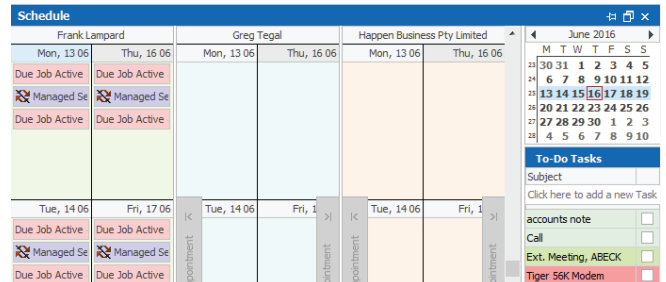 Schedule
Frank Lampard
Greg Tegal
Happen Business Pty Limited
Mon, 13 06
Thu, 16 06
Mon, 13 06
Thu, 16 06
Mon, 13 06
Thu, 16 06
Due Job Active
Due Job Active
Managed Se
Managed Se
Due Job Active
Due Job Active
Tue, 14 06
Fri, 17 06
Tue, 14 06
Fri, 1
Tue, 14 06
Fri, 1
Due Job Active
Due Job Active
Managed Se
Managed Se
Due Job Active
Due Job Active
pointment
pointment
pointment
pointment
June 2016
M T W T F S S
23 30 31 1 2 3 4 5
24 6 7 8 9 10 11 12
25 13 14 15 16 17 18 19
26 20 21 22 23 24 25 26
27 27 28 29 30 1 2 3
28 4 5 6 7 8 9 10
To-Do Tasks
Subject
Click here to add a new Task
accounts note
Call
Ext. Meeting, ABECK
Tiger 56K Modem